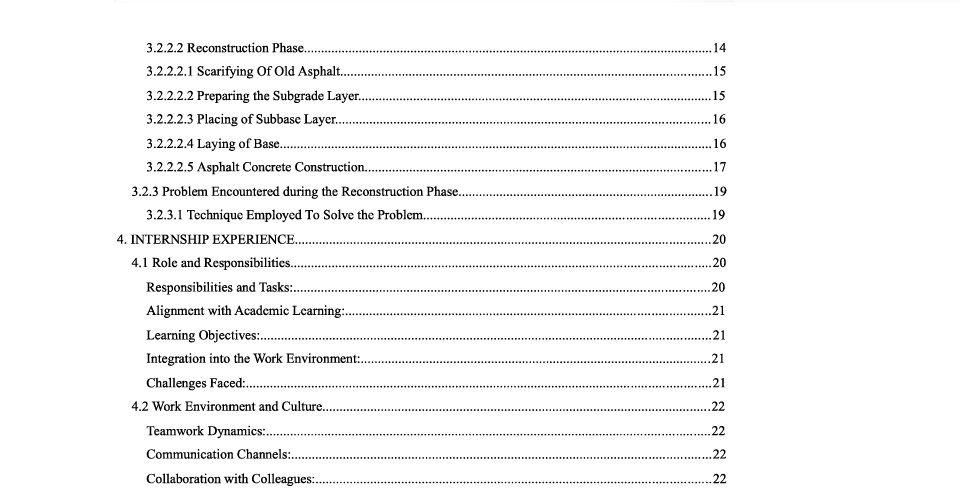 3.2.2.2 Reconstruction Phase....................14
3.2.2.2.1 Scarifying Of Old Asphalt....................15
3.2.2.2.2 Preparing the Subgrade Layer....................15
3.2.2.2.3 Placing of Subbase Layer....................16
3.2.2.2.4 Laying of Base....................16
3.2.2.2.5 Asphalt Concrete Construction....................17
3.2.3 Problem Encountered during the Reconstruction Phase....................19
3.2.3.1 Technique Employed To Solve the Problem....................19
4. INTERNSHIP EXPERIENCE....................20
4.1 Role and Responsibilities....................20
Responsibilities and Tasks:....................20
Alignment with Academic Learning:....................21
Learning Objectives:....................21
Integration into the Work Environment:....................21
Challenges Faced:....................21
4.2 Work Environment and Culture....................22
Teamwork Dynamics:....................22
Communication Channels:....................22
Collaboration with Colleagues:....................22